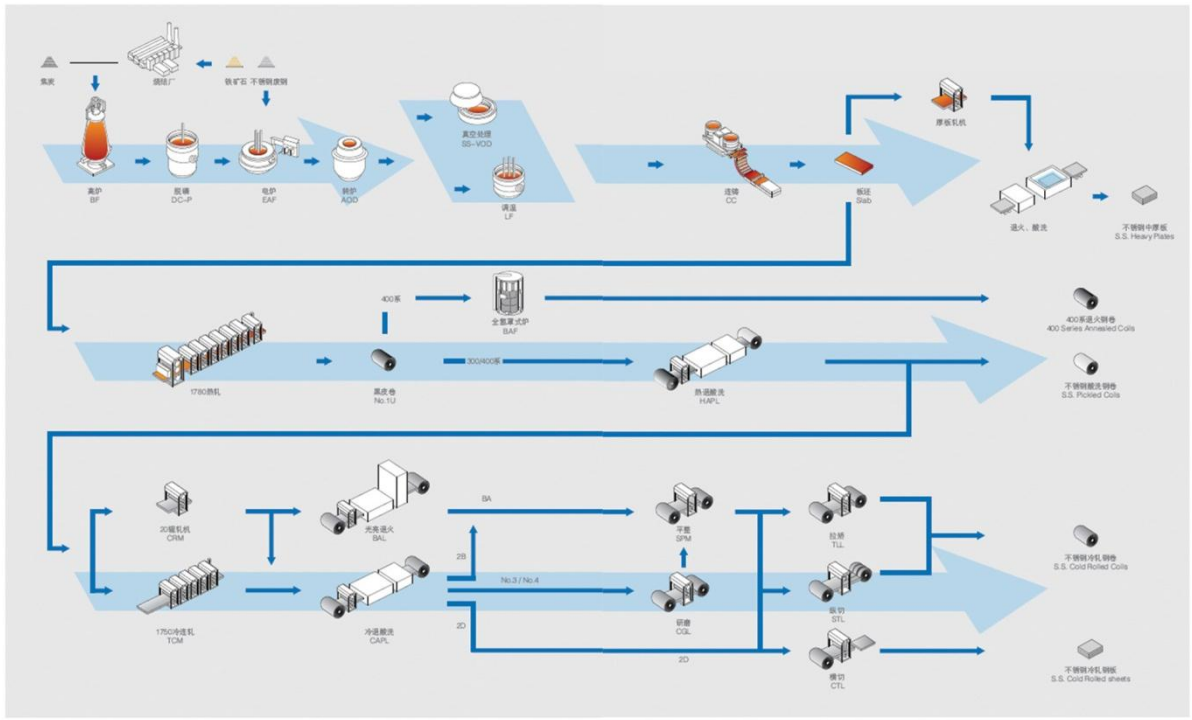 焦炭
烧结厂
铁矿石 不锈钢废钢
高炉
BF
脱磷
DC-P
电炉
EAF
转炉
AOD
真空处理
SS-VOD
调温
LF
连铸
CC
板坯
Slab
厚板轧机
退火、酸洗
不锈钢中厚板
S.S. Heavy Plates
400系
全氢罩式炉
BAF
400系退火钢卷
400 Series Annealed Coils
1780热轧
黑皮卷
No.1U
300/400系
热退酸洗
HAPL
不锈钢酸洗钢卷
S.S. Pickled Coils
20辊轧机
CRM
光亮退火
BAL
BA
平整
SPM
拉矫
TLL
2B
不锈钢冷轧钢卷
S.S. Cold Rolled Coils
1750冷连轧
TCM
冷退酸洗
CAPL
No.3 / No.4
研磨
CGL
纵切
STL
2D
2D
横切
CTL
不锈钢冷轧钢板
S.S. Cold Rolled sheets